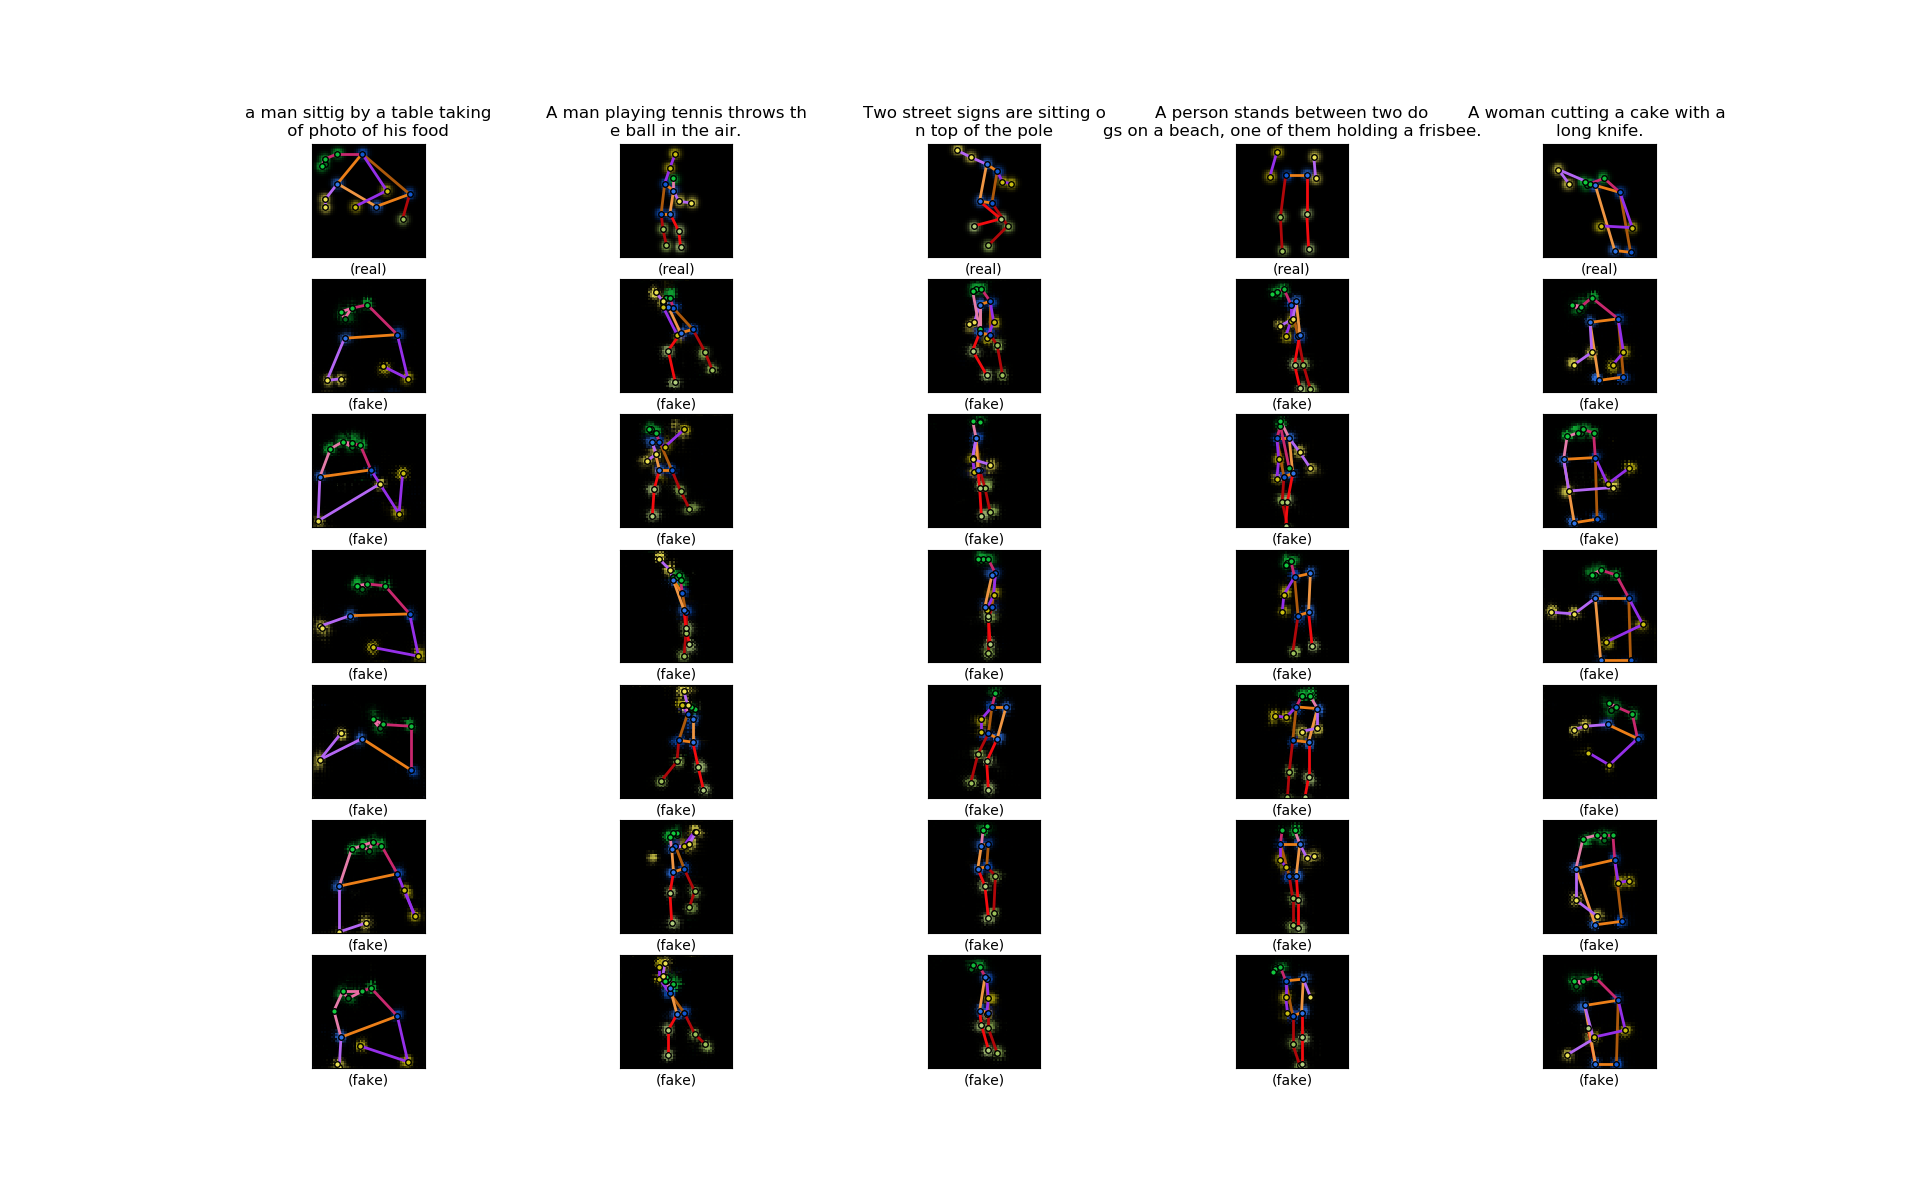 a man sittig by a table taking
of photo of his food
A man playing tennis throws th
e ball in the air.
Two street signs are sitting o
n top of the pole
A person stands between two do
gs on a beach, one of them holding a frisbee.
A woman cutting a cake with a
long knife.
(real) (real) (real) (real) (real)
(fake) (fake) (fake) (fake) (fake)
(fake) (fake) (fake) (fake) (fake)
(fake) (fake) (fake) (fake) (fake)
(fake) (fake) (fake) (fake) (fake)
(fake) (fake) (fake) (fake) (fake)
(fake) (fake) (fake) (fake) (fake)